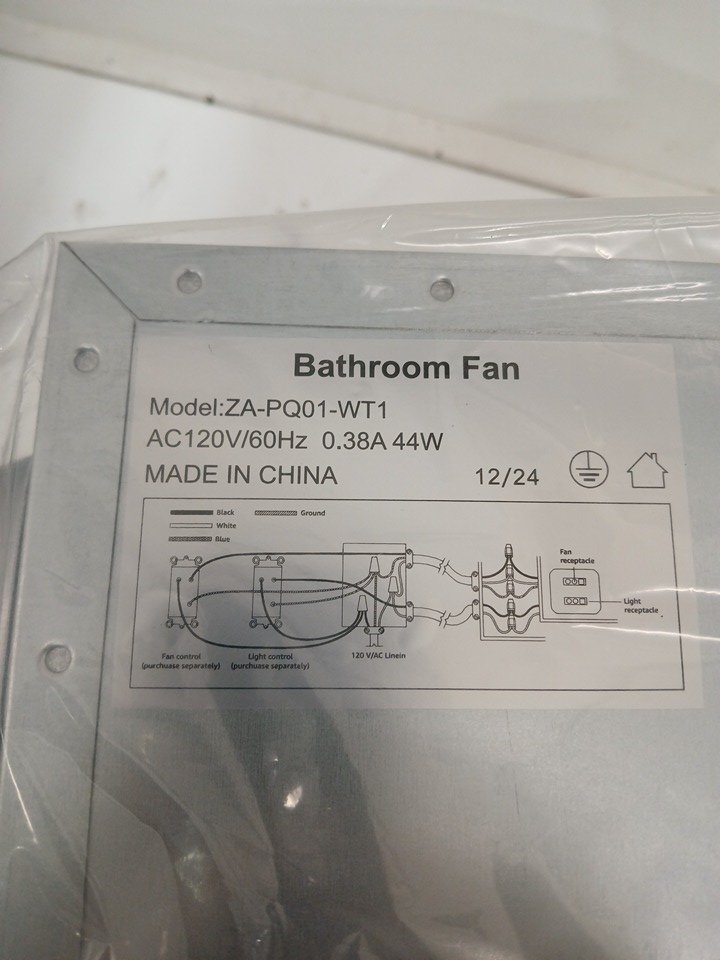 Bathroom Fan
Model:ZA-PQ01-WT1
AC120V/60Hz 0.38A 44W
MADE IN CHINA 12/24
Black Ground
White
Blue
Fan
receptacle
Light
receptacle
Fan control Light control 120 V/AC Linein
(purchuase separately) (purchuase separately)